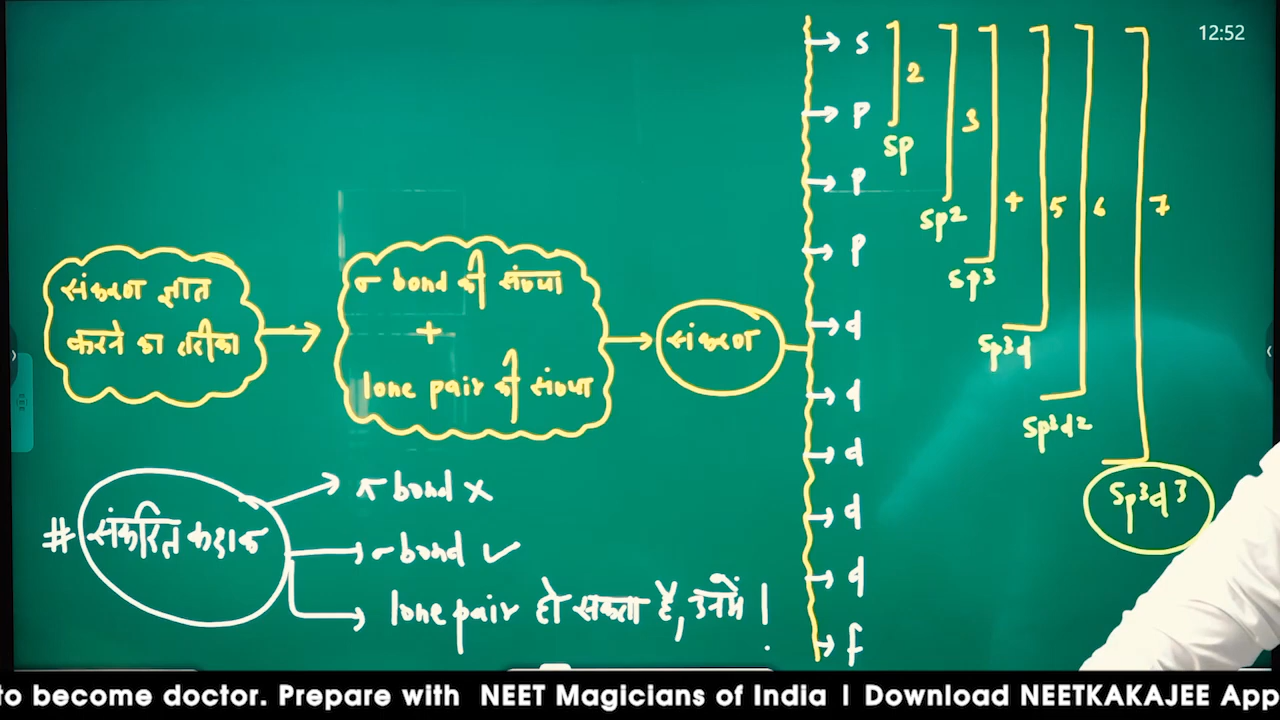 12:52
संकरण ज्ञात
करने का तरीका
σ bond की संख्या
+
lone pair की संख्या
संकरण
# संकरित कक्षक
π bond ×
σ bond ✓
lone pair हो सकता है, उनमें।
s
p
p
p
d
d
d
d
d
f
2
sp
3
sp2
4
sp3
5
sp3d
6
sp3d2
7
sp3d3
to become doctor. Prepare with NEET Magicians of India I Download NEETKAKAJEE App